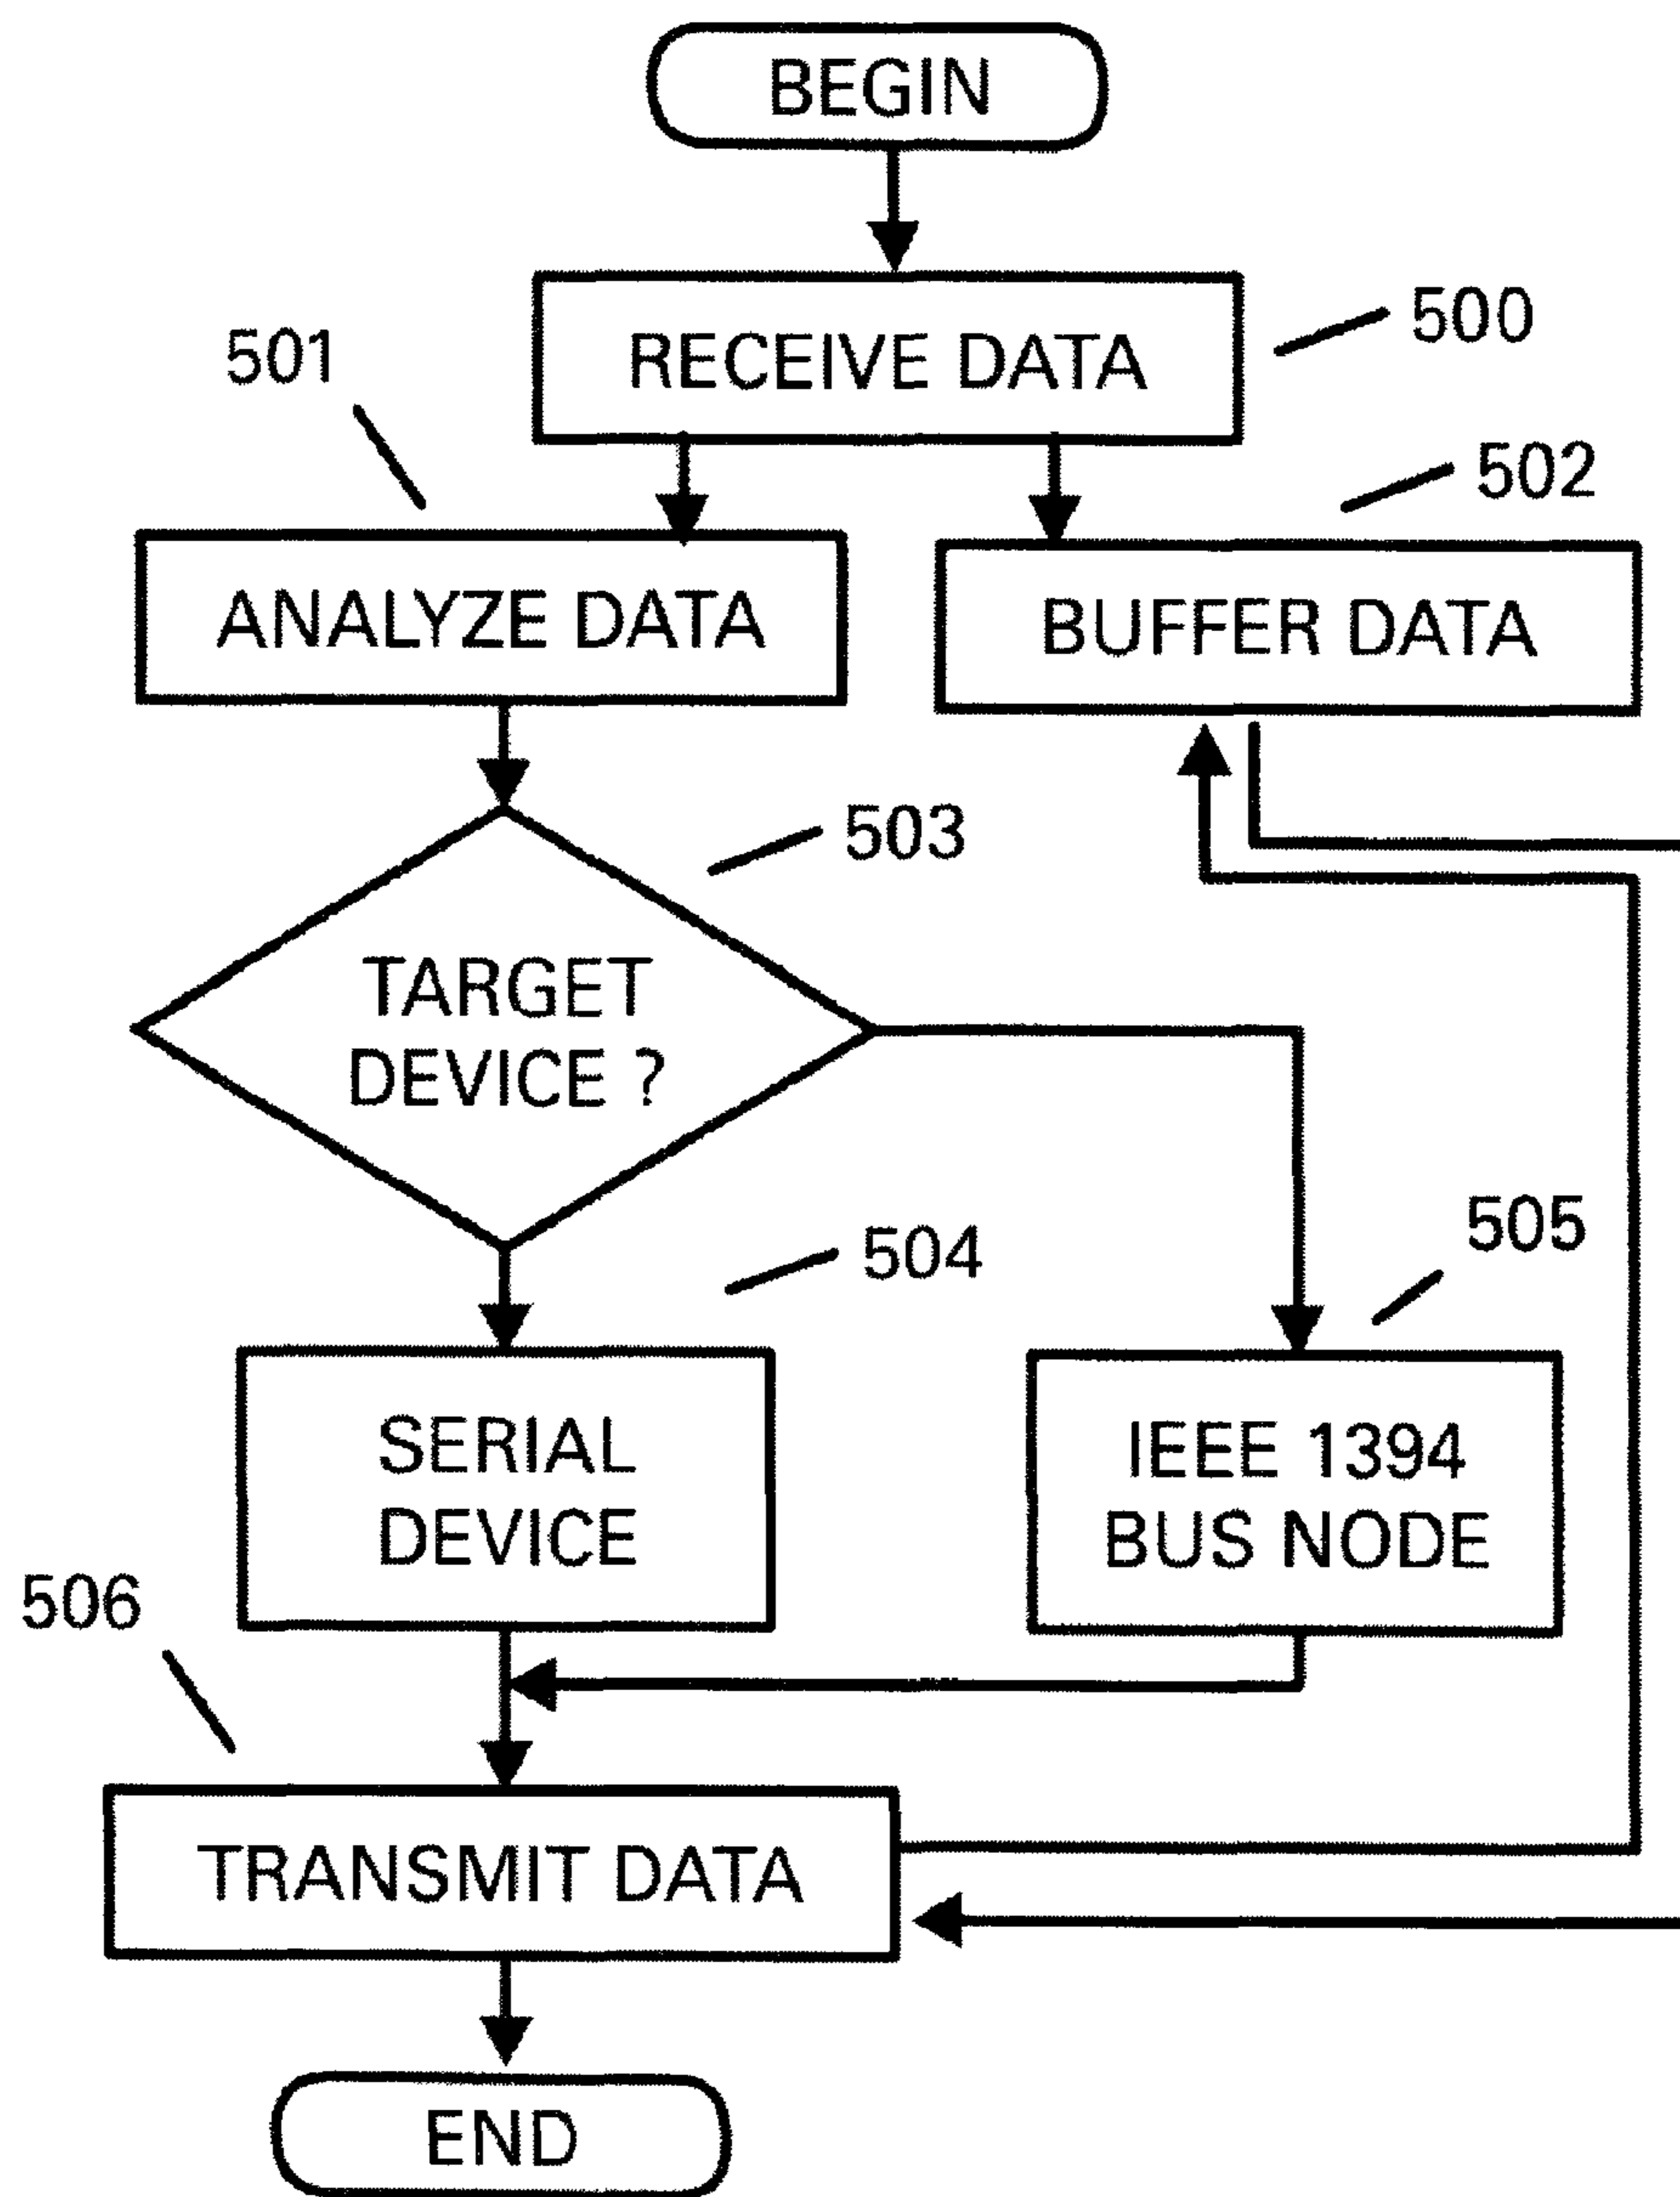 BEGIN
RECEIVE DATA
500
501
502
ANALYZE DATA
BUFFER DATA
503
TARGET
DEVICE ?
504
505
SERIAL
DEVICE
IEEE 1394
BUS NODE
506
TRANSMIT DATA
END